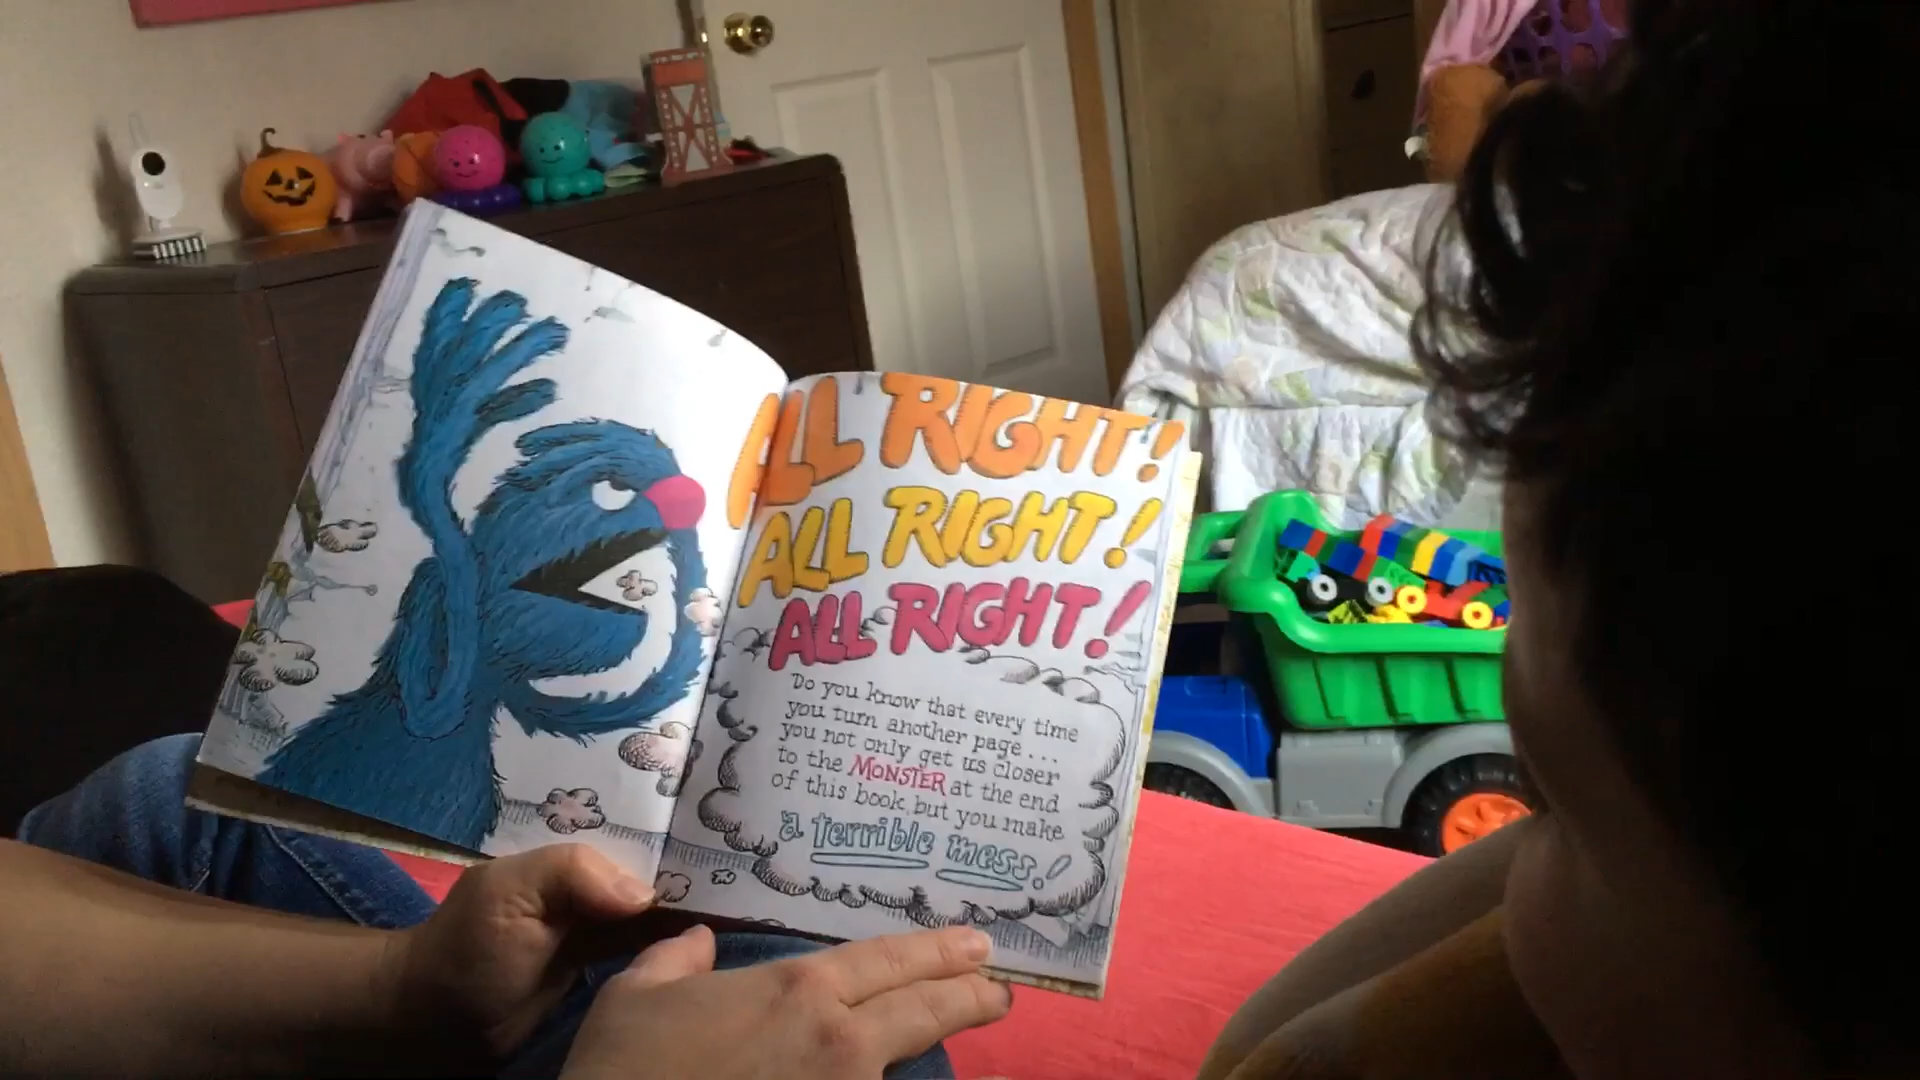 ALL RIGHT!
ALL RIGHT!
ALL RIGHT!
Do you know that every time
you turn another page....
you not only get us closer
to the MONSTER at the end
of this book, but you make
a terrible mess!